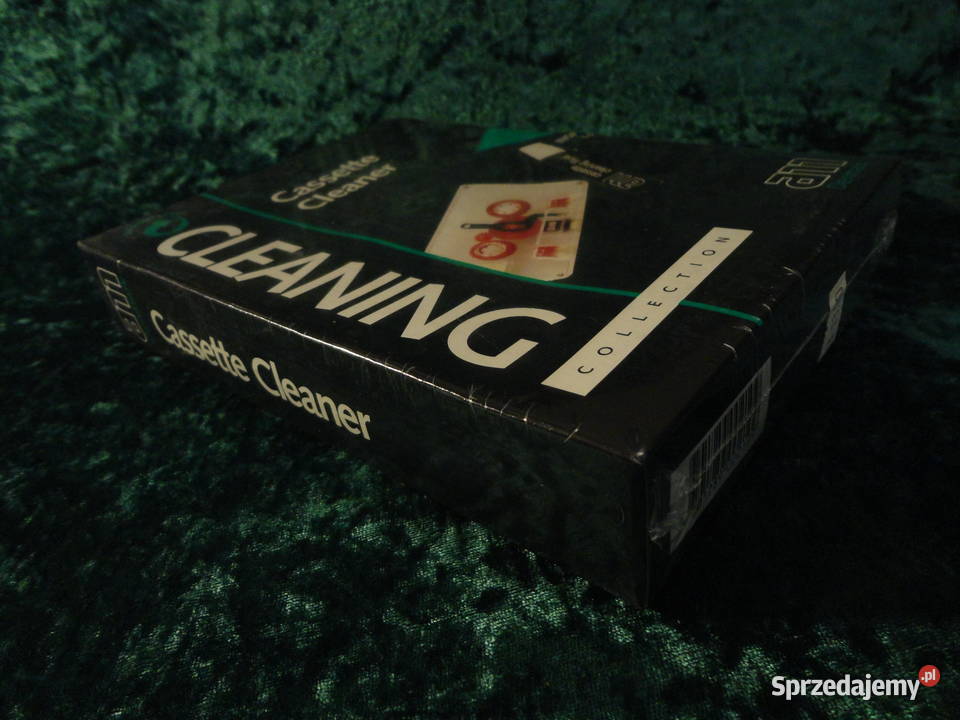 Cassette
Cleaner
CLEANING
COLLECTION
Cassette Cleaner
Sprzedajemy.pl